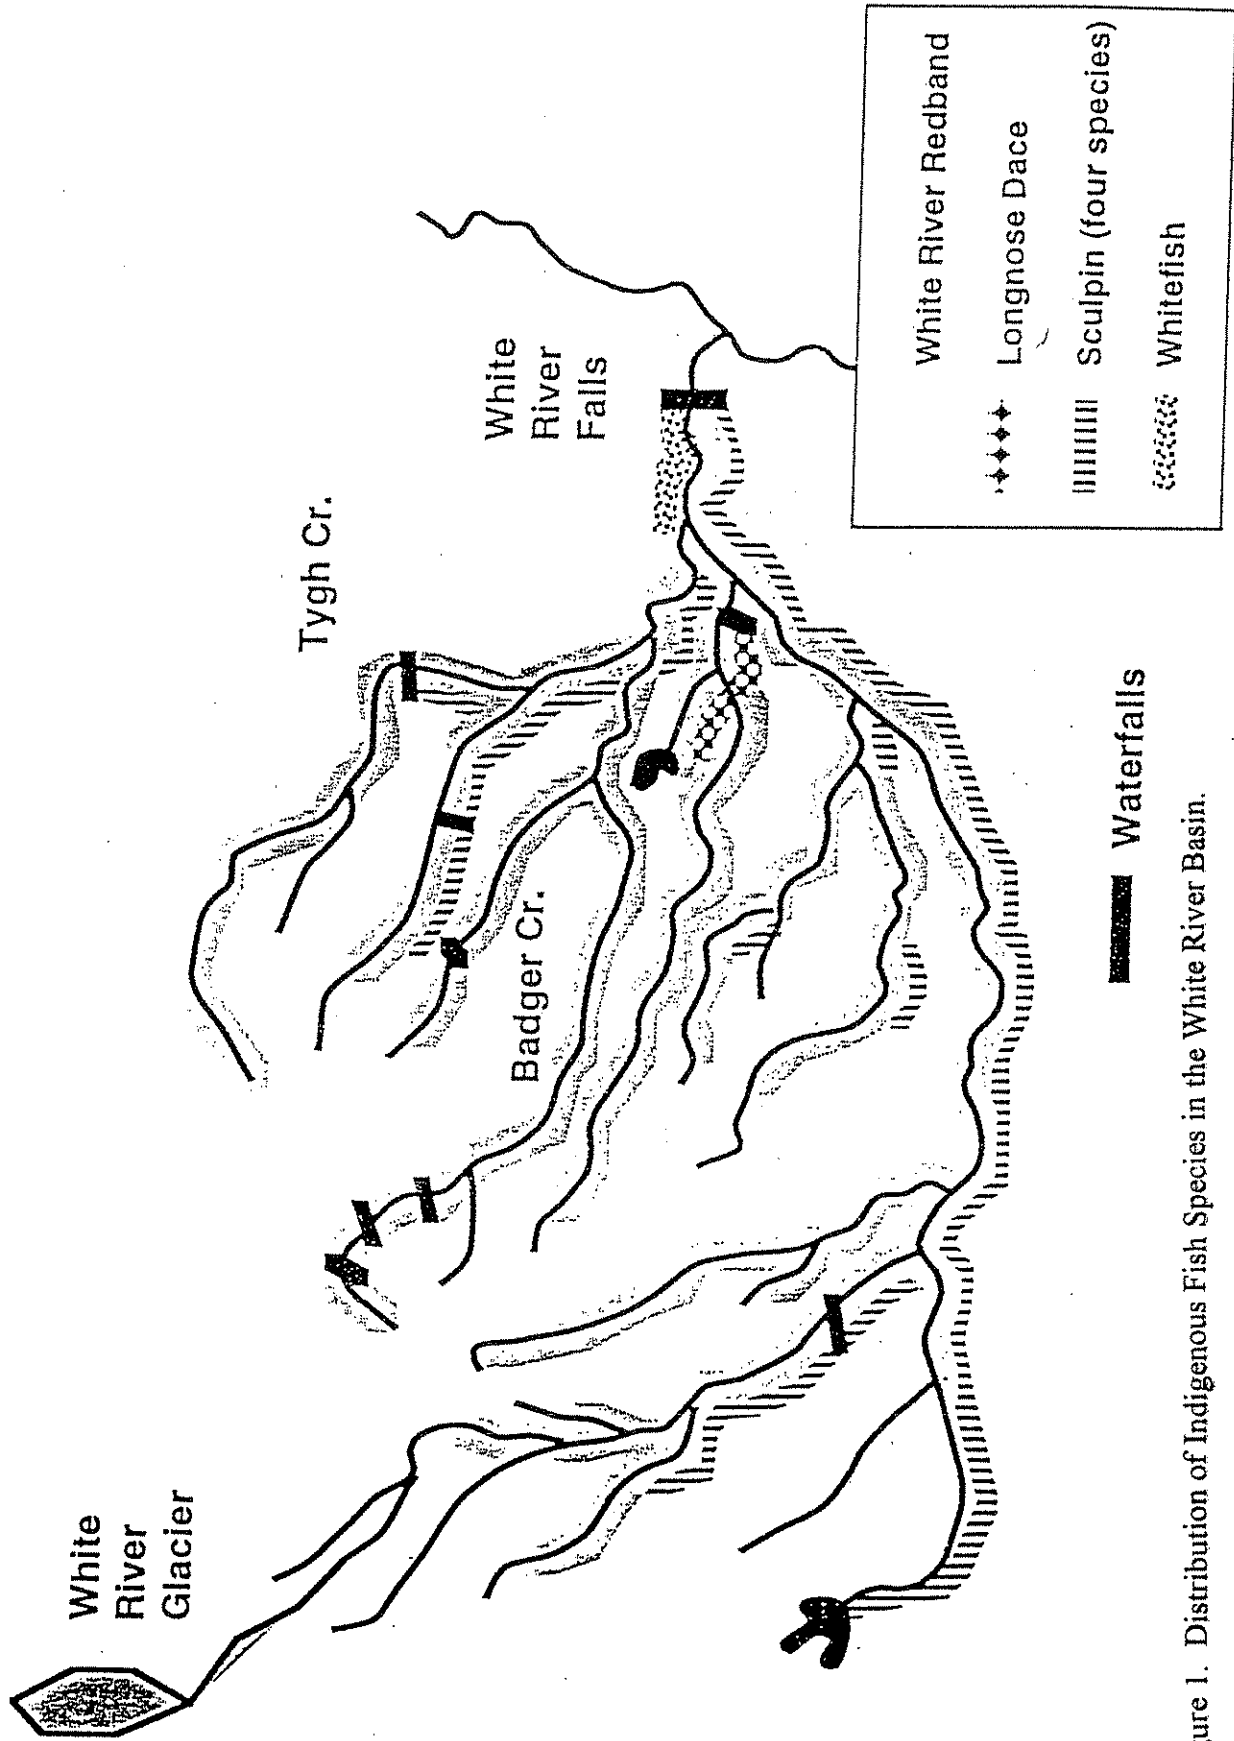 White
River
Glacier
Tygh Cr.
White
River
Falls
Badger Cr.
White River Redband
Longnose Dace
Sculpin (four species)
Whitefish
Waterfalls
gure 1. Distribution of Indigenous Fish Species in the White River Basin.